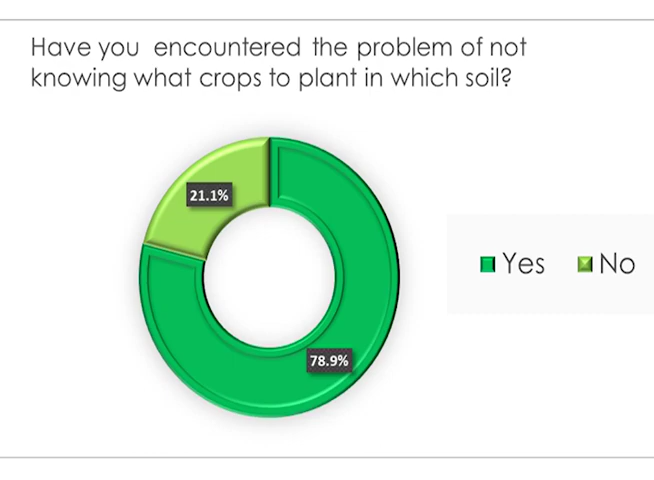 Have you encountered the problem of not
knowing what crops to plant in which soil?
21.1%
Yes No
78.9%